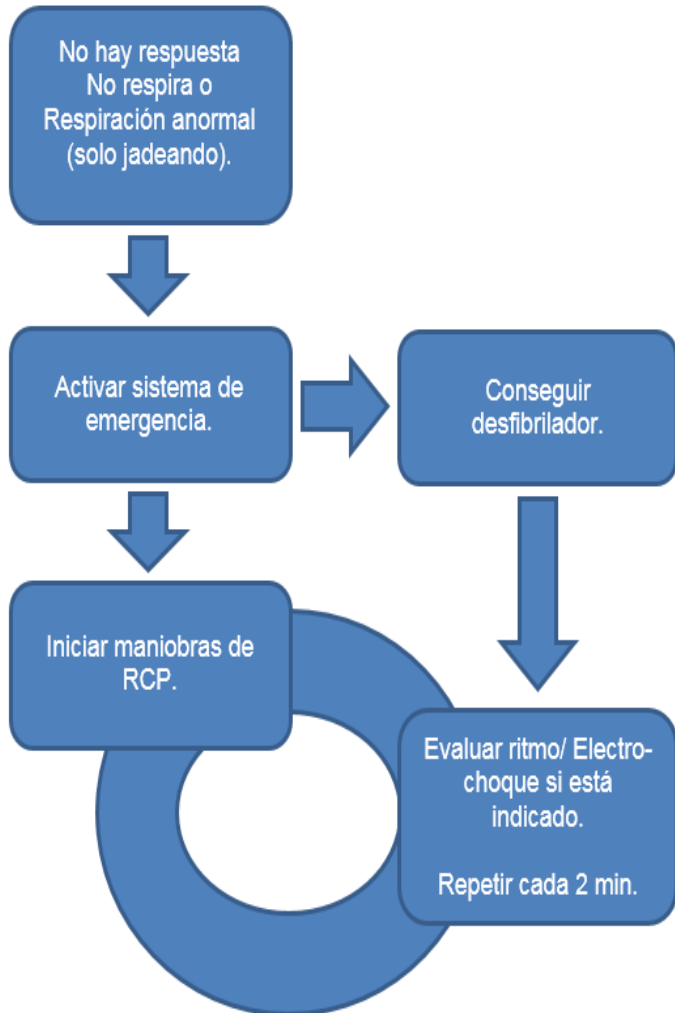 No hay respuesta
No respira o
Respiración anormal
(solo jadeando).
Activar sistema de
emergencia.
Conseguir
desfibrilador.
Iniciar maniobras de
RCP.
Evaluar ritmo/ Electro-
choque si está
indicado.
Repetir cada 2 min.